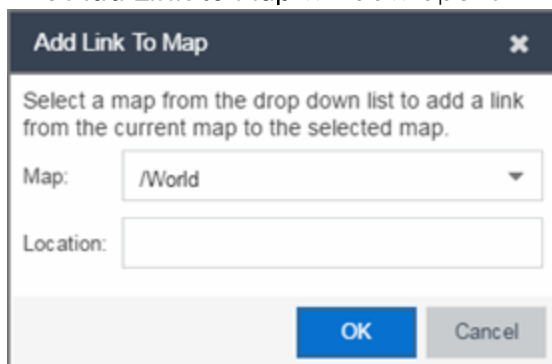 Add Link To Map
Select a map from the drop down list to add a link
from the current map to the selected map.
Map: /World
Location:
OK Cancel